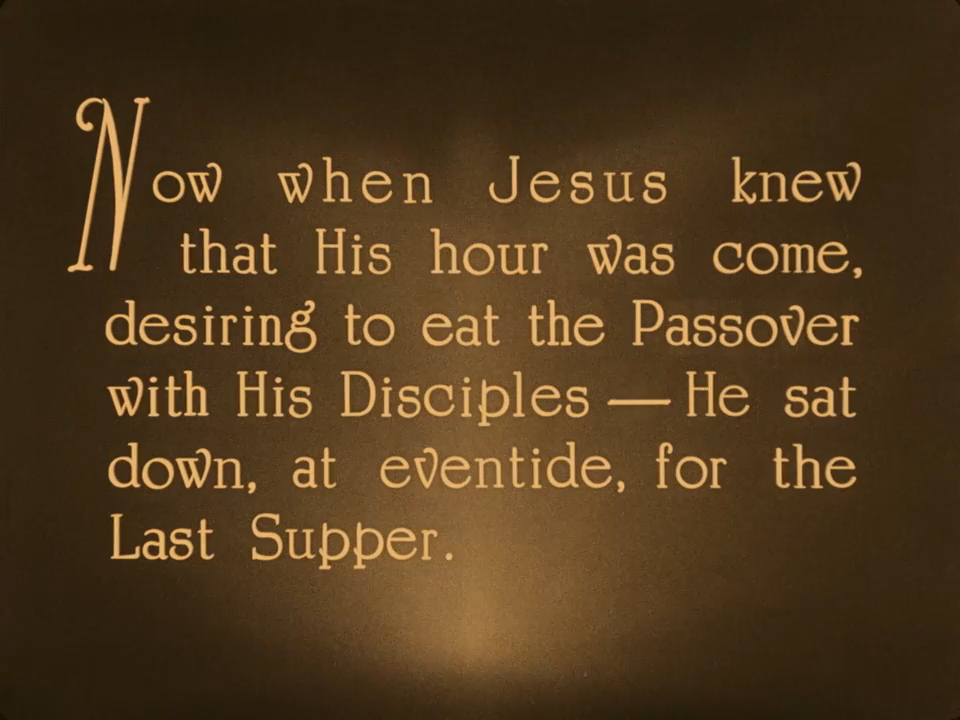 Now when Jesus knew
that His hour was come,
desiring to eat the Passover
with His Disciples — He sat
down, at eventide, for the
Last Supper.